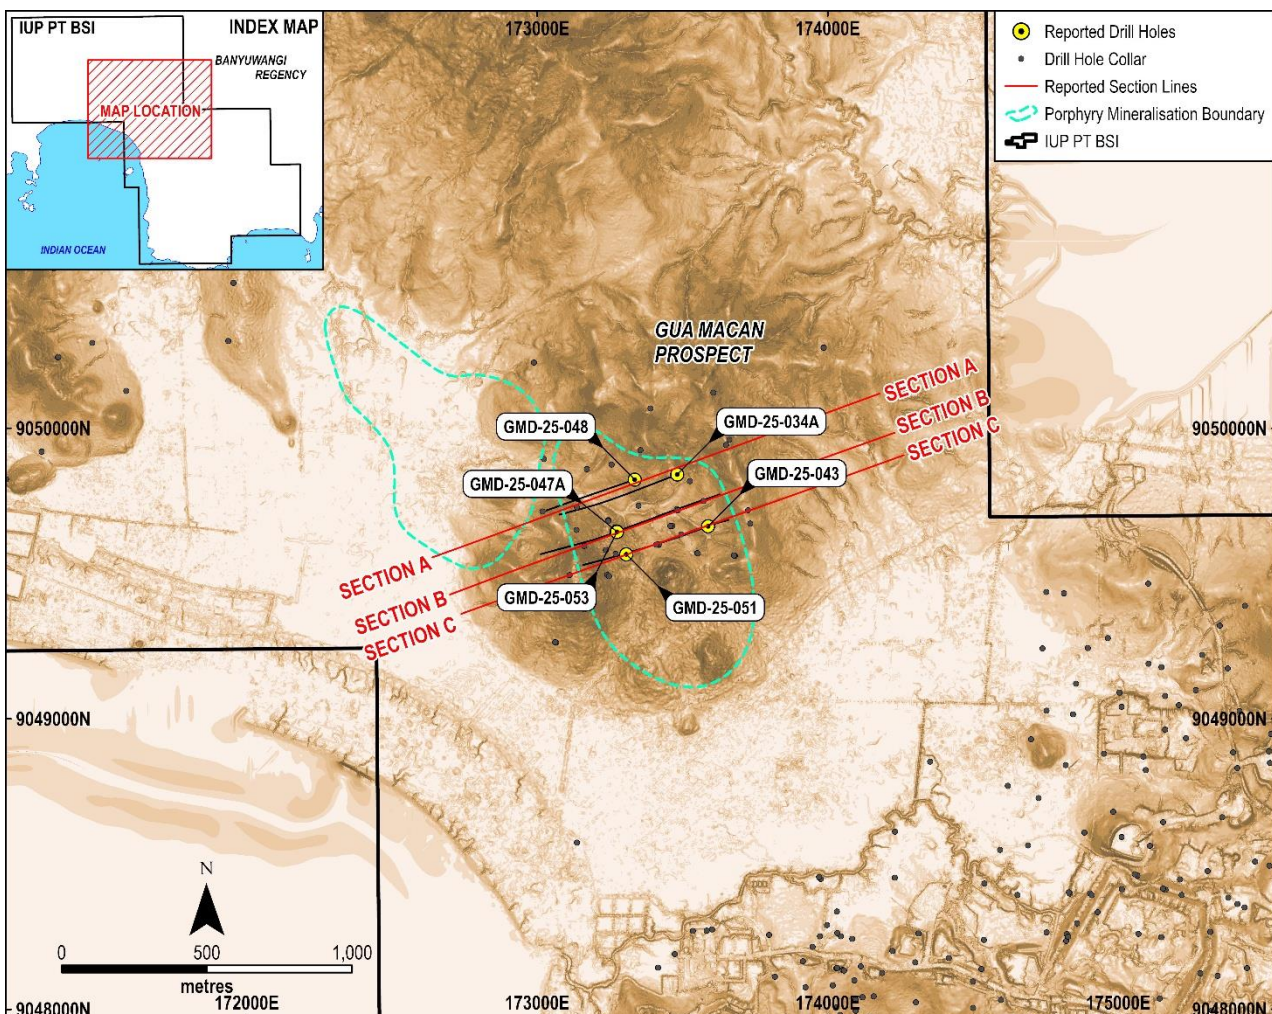 IUP PT BSI
INDEX MAP
BANYUWANGI
REGENCY
MAP LOCATION
INDIAN OCEAN
173000E
174000E
Reported Drill Holes
Drill Hole Collar
Reported Section Lines
Porphyry Mineralisation Boundary
IUP PT BSI
GUA MACAN
PROSPECT
SECTION A
SECTION B
SECTION C
9050000N
9050000N
GMD-25-048
GMD-25-034A
GMD-25-047A
GMD-25-043
SECTION A
SECTION B
SECTION C
GMD-25-053
GMD-25-051
9049000N
9049000N
N
0
500
1,000
metres
9048000N
172000E
173000E
174000E
175000E
9048000N